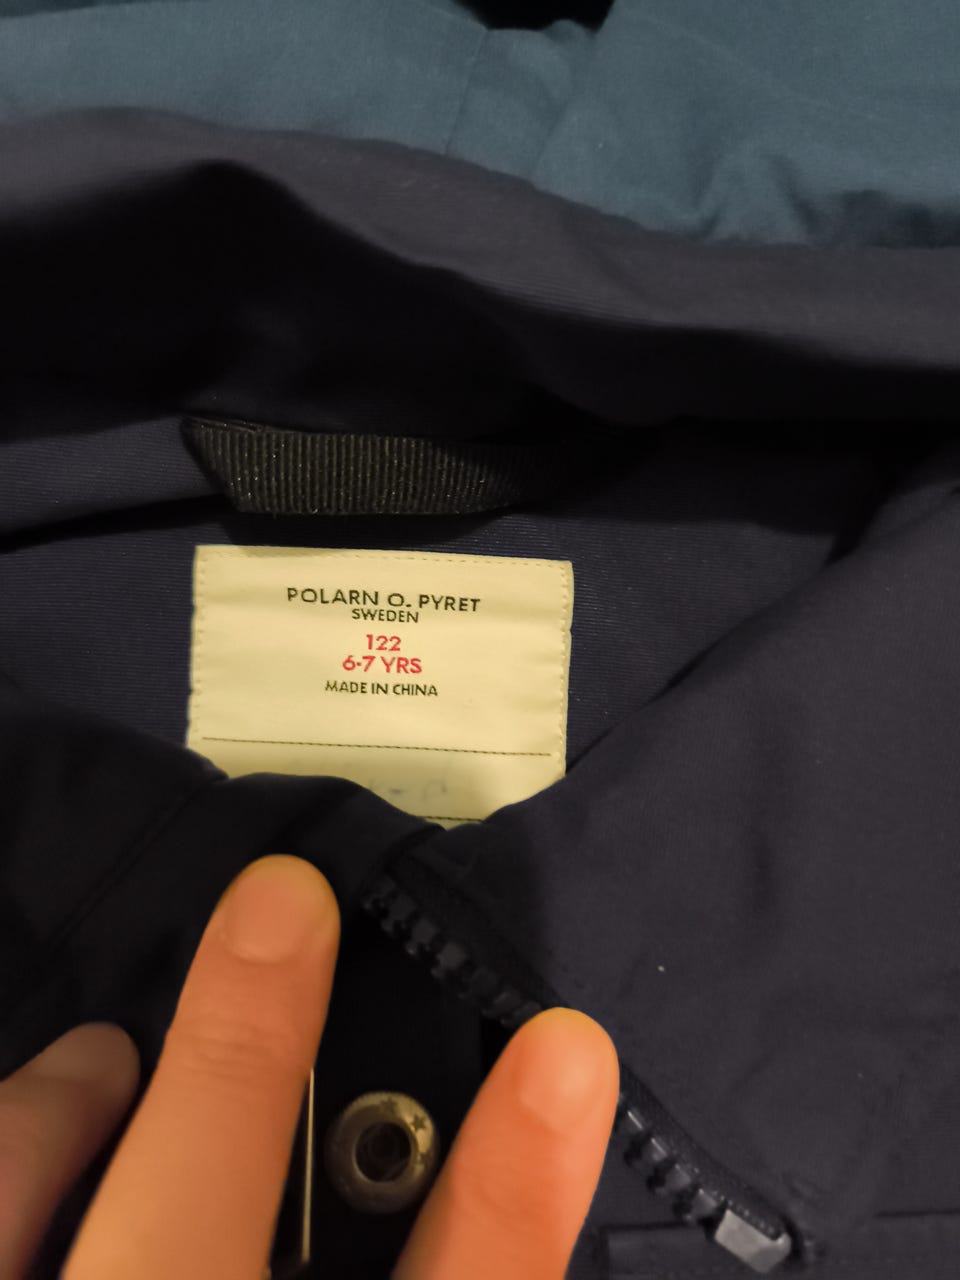 POLARN O. PYRET
SWEDEN
122
6-7 YRS
MADE IN CHINA